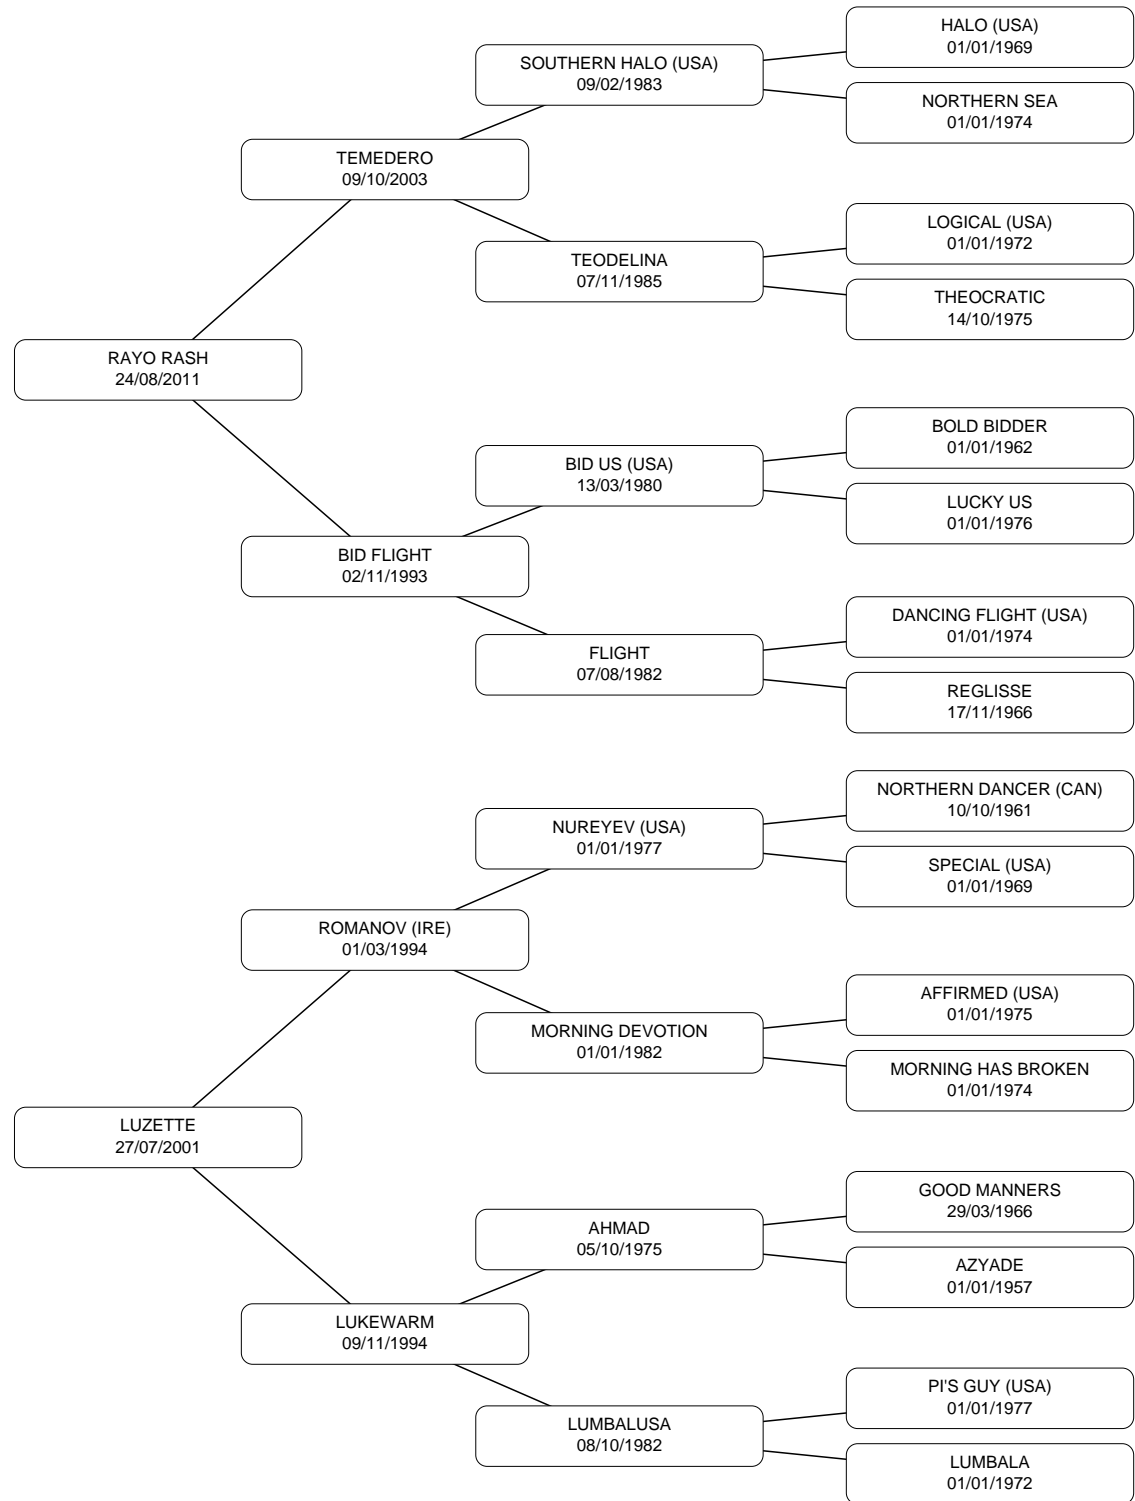 HALO (USA)
01/01/1969
SOUTHERN HALO (USA)
09/02/1983
NORTHERN SEA
01/01/1974
TEMEDERO
09/10/2003
LOGICAL (USA)
01/01/1972
TEODELINA
07/11/1985
THEOCRATIC
14/10/1975
RAYO RASH
24/08/2011
BOLD BIDDER
01/01/1962
BID US (USA)
13/03/1980
LUCKY US
01/01/1976
BID FLIGHT
02/11/1993
DANCING FLIGHT (USA)
01/01/1974
FLIGHT
07/08/1982
REGLISSE
17/11/1966
NORTHERN DANCER (CAN)
10/10/1961
NUREYEV (USA)
01/01/1977
SPECIAL (USA)
01/01/1969
ROMANOV (IRE)
01/03/1994
AFFIRMED (USA)
01/01/1975
MORNING DEVOTION
01/01/1982
MORNING HAS BROKEN
01/01/1974
LUZETTE
27/07/2001
GOOD MANNERS
29/03/1966
AHMAD
05/10/1975
AZYADE
01/01/1957
LUKEWARM
09/11/1994
PI'S GUY (USA)
01/01/1977
LUMBALUSA
08/10/1982
LUMBALA
01/01/1972